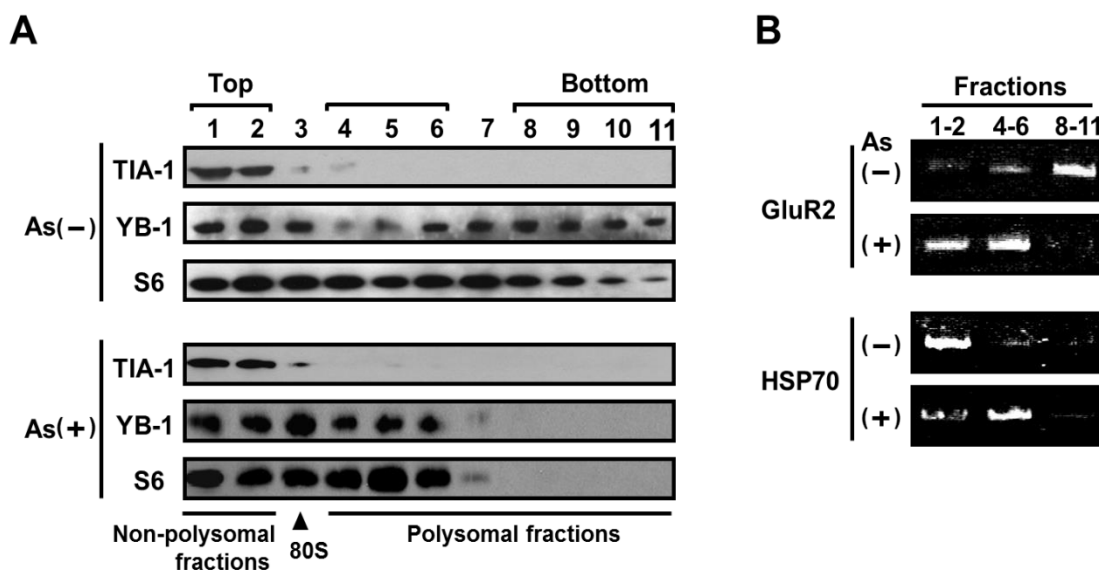 A
Top
Bottom
1 2 3 4 5 6 7 8 9 10 11
As(−)
TIA-1
YB-1
S6
As(+)
TIA-1
YB-1
S6
Non-polysomal
fractions
▲
80S
Polysomal fractions
B
Fractions
1-2 4-6 8-11
As
GluR2
(−)
(+)
HSP70
(−)
(+)